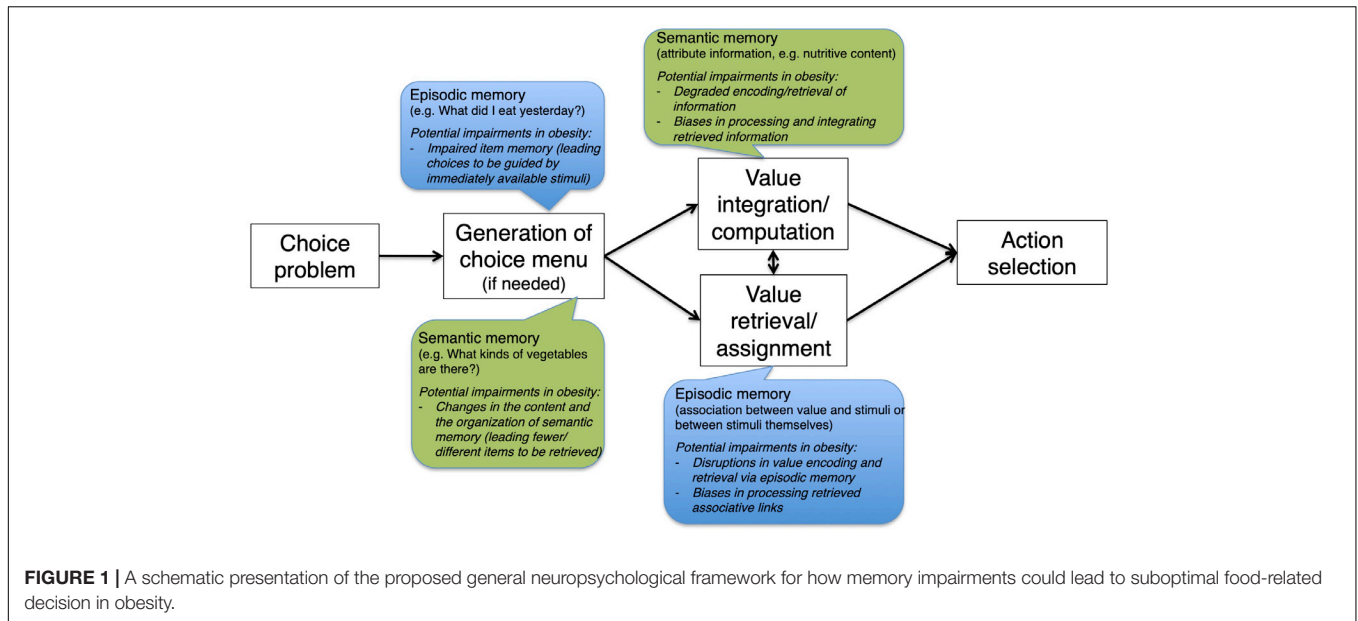 Semantic memory
(attribute information, e.g. nutritive content)
Potential impairments in obesity:
- Degraded encoding/retrieval of
information
- Biases in processing and integrating
retrieved information
Episodic memory
(e.g. What did I eat yesterday?)
Potential impairments in obesity:
- Impaired item memory (leading
choices to be guided by
immediately available stimuli)
Choice
problem
Generation of
choice menu
(if needed)
Value
integration/
computation
Value
retrieval/
assignment
Action
selection
Semantic memory
(e.g. What kinds of vegetables
are there?)
Potential impairments in obesity:
- Changes in the content and
the organization of semantic
memory (leading fewer/
different items to be retrieved)
Episodic memory
(association between value and stimuli or
between stimuli themselves)
Potential impairments in obesity:
- Disruptions in value encoding and
retrieval via episodic memory
- Biases in processing retrieved
associative links
FIGURE 1 | A schematic presentation of the proposed general neuropsychological framework for how memory impairments could lead to suboptimal food-related
decision in obesity.